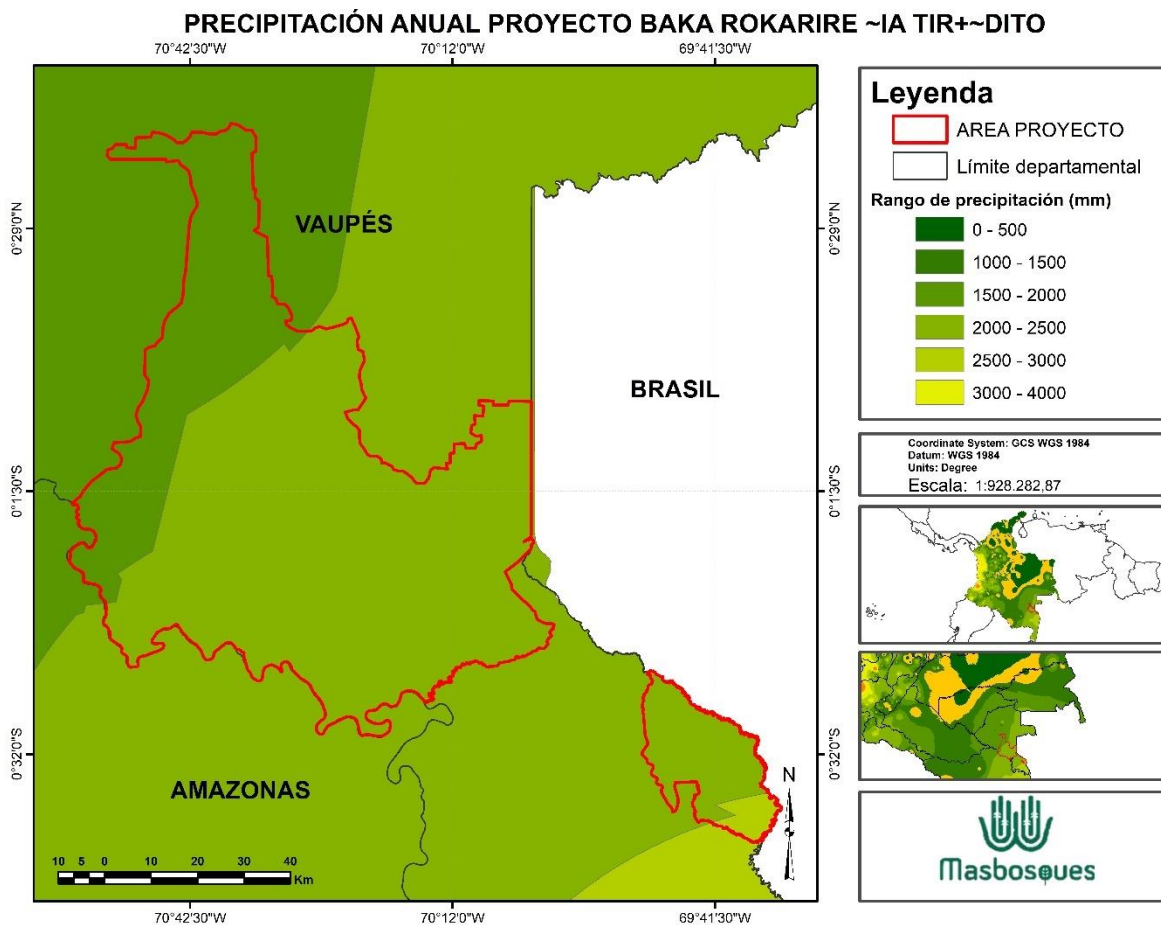 PRECIPITACIÓN ANUAL PROYECTO BAKA ROKARIRE ~IA TIR+~DITO
70°42'30"W
70°12'0"W
69°41'30"W
0°29'0"N
0°1'30"S
0°32'0"S
VAUPÉS
BRASIL
AMAZONAS
N
10 5 0 10 20 30 40
Km
0°29'0"N
0°1'30"S
0°32'0"S
70°42'30"W
70°12'0"W
69°41'30"W
Leyenda
AREA PROYECTO
Límite departamental
Rango de precipitación (mm)
0 - 500
1000 - 1500
1500 - 2000
2000 - 2500
2500 - 3000
3000 - 4000
Coordinate System: GCS WGS 1984
Datum: WGS 1984
Units: Degree
Escala: 1:928.282,87
Masbosques